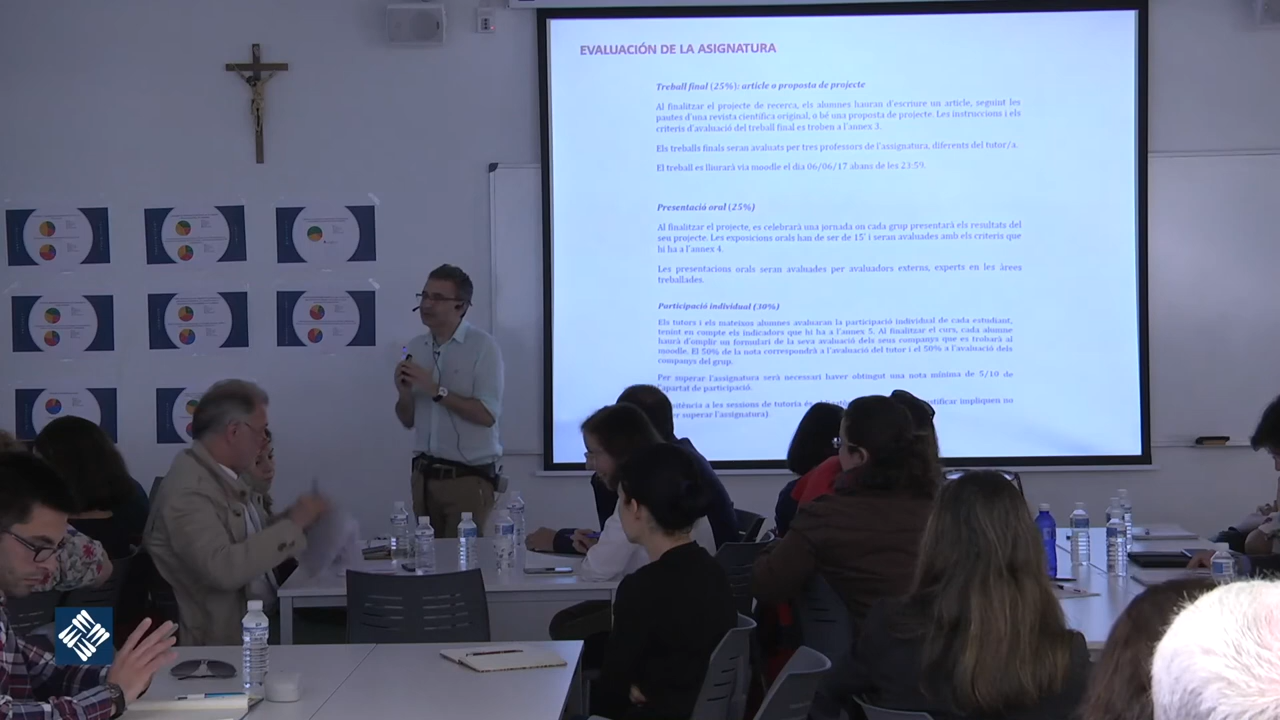 EVALUACIÓN DE LA ASIGNATURA
Treball final (25%): article o proposta de projecte
Al finalitzar el projecte de recerca, els alumnes hauran d'escriure un article, seguint les
pautes d'una revista científica original, o bé una proposta de projecte. Les instruccions i els
criteris d'avaluació del treball final es troben a l'annex 3.
Els treballs finals seran avaluats per tres professors de l'assignatura, diferents del tutor/a.
El treball es lliurarà via moodle el dia 06/06/17 abans de les 23:59.
Presentació oral (25%)
Al finalitzar el projecte, es celebrarà una jornada on cada grup presentarà els resultats del
seu projecte. Les exposicions orals han de ser de 15' i seran avaluades amb els criteris que
hi ha a l'annex 4.
Les presentacions orals seran avaluades per avaluadors externs, experts en les àrees
treballades.
Participació individual (30%)
Els tutors i els mateixos alumnes avaluaran la participació individual de cada estudiant,
tenint en compte els indicadors que hi ha a l'annex 5. Al finalitzar el curs, cada alumne
haurà d'omplir un formulari de la seva avaluació dels seus companys que es trobarà al
moodle. El 50% de la nota correspondrà a l'avaluació del tutor i el 50% a l'avaluació dels
companys del grup.
Per superar l'assignatura serà necessari haver obtingut una nota mínima de 5/10 de
l'apartat de participació.
a les sessions de tutoria és justificar impliquen no
superar l'assignatura).